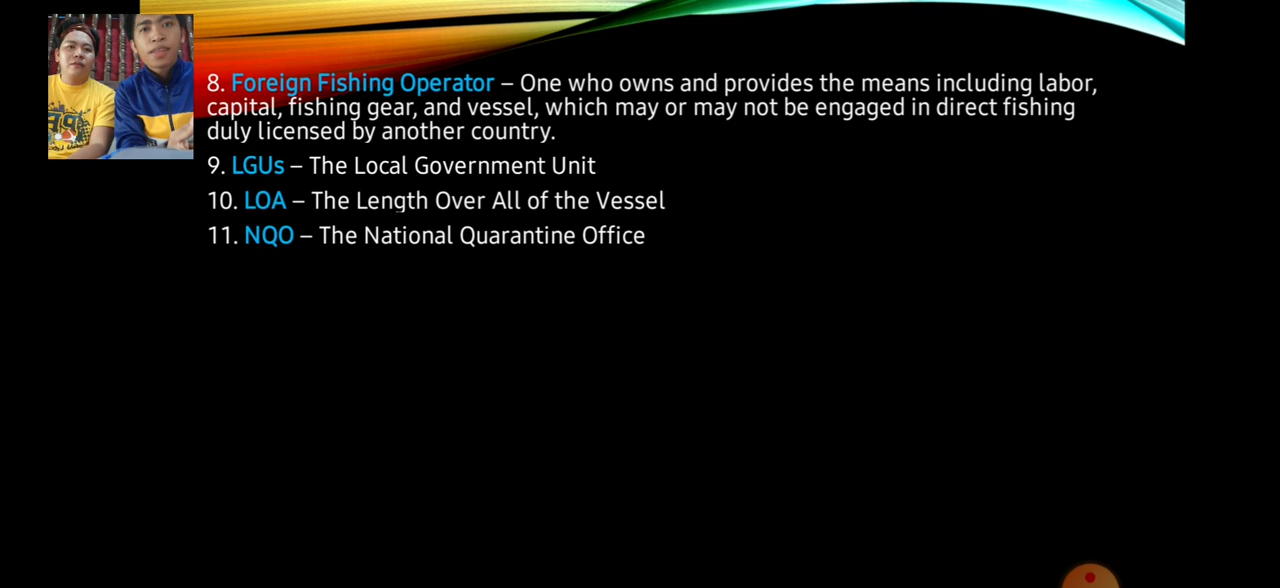 8. Foreign Fishing Operator – One who owns and provides the means including labor,
capital, fishing gear, and vessel, which may or may not be engaged in direct fishing
duly licensed by another country.
9. LGUs – The Local Government Unit
10. LOA – The Length Over All of the Vessel
11. NQO – The National Quarantine Office